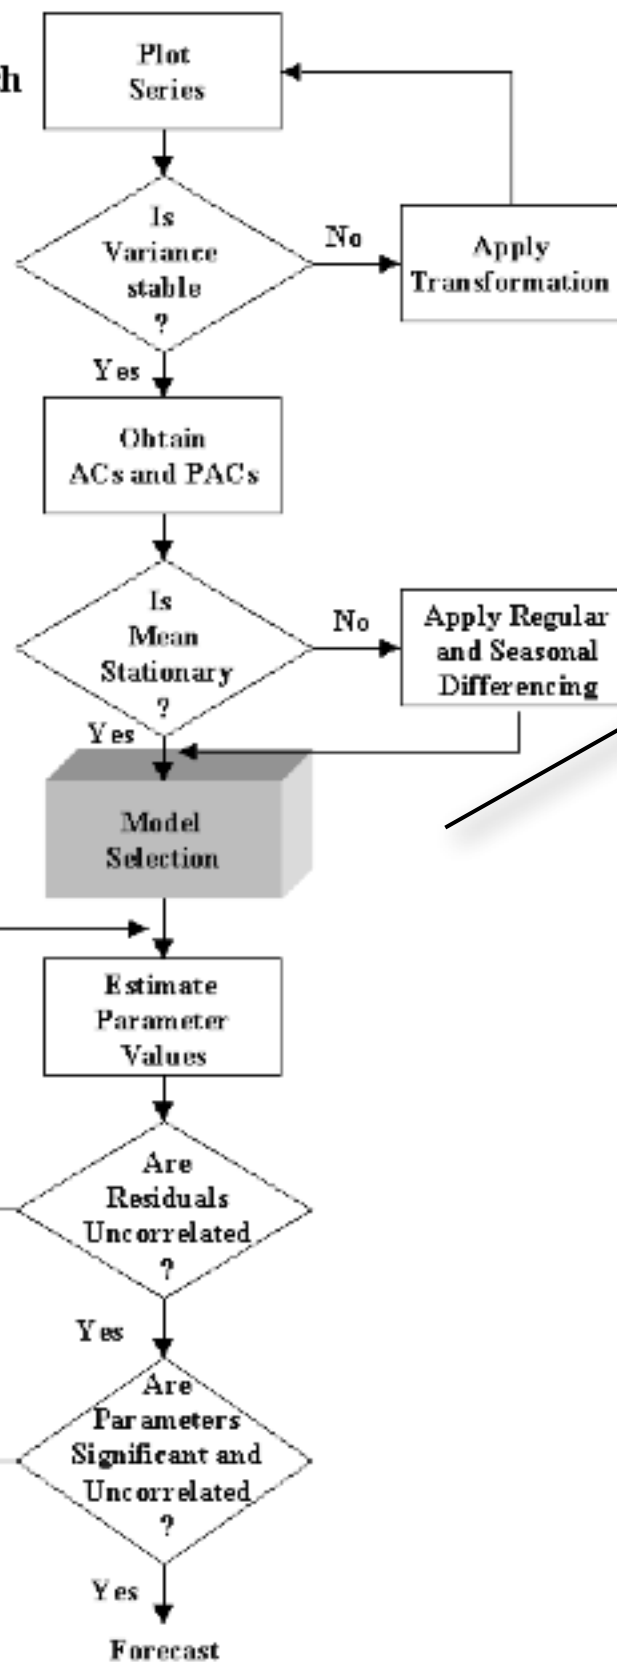 Plot
Series
Is
Variance
stable
?
No
Apply
Transformation
Yes
Obtain
ACs and PACs
Is
Mean
Stationary
?
No
Apply Regular
and Seasonal
Differencing
Yes
Model
Selection
Estimate
Parameter
Values
Are
Residuals
Uncorrelated
?
Yes
Are
Parameters
Significant and
Uncorrelated
?
Yes
Forecast